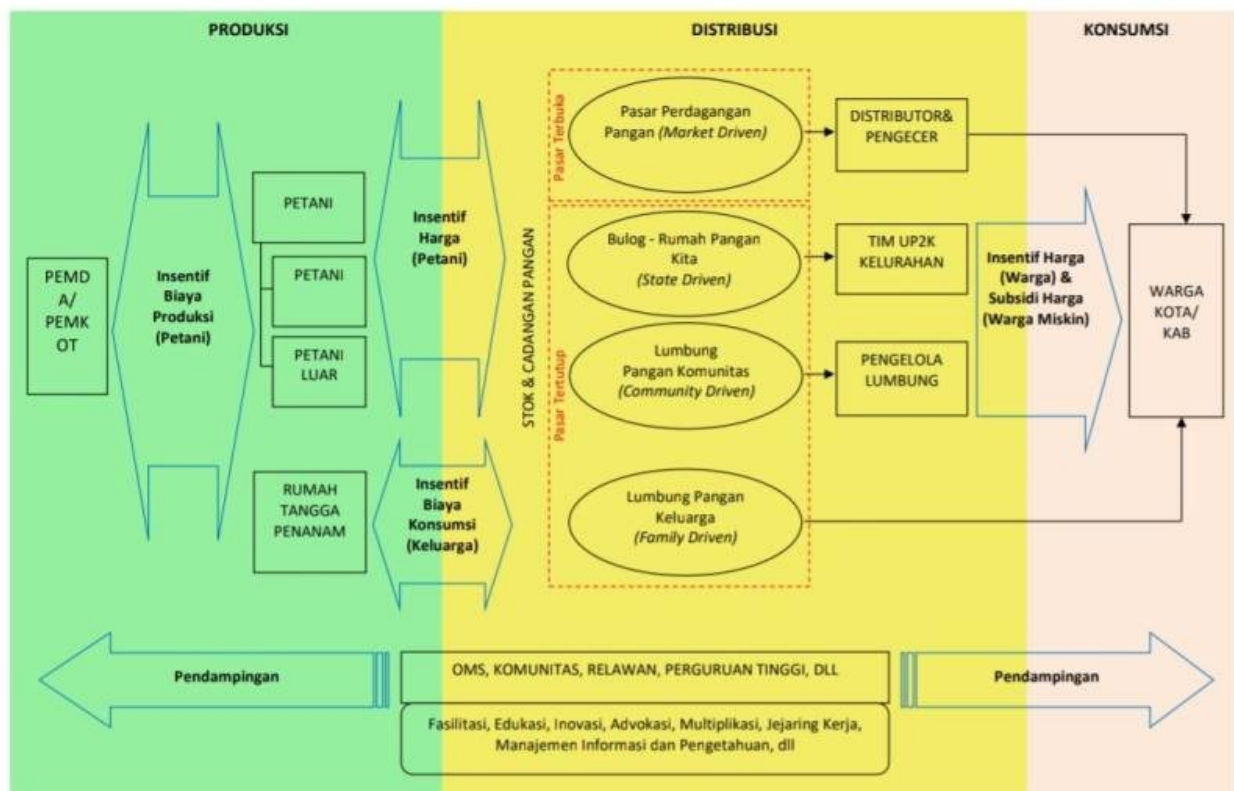 PRODUKSI
DISTRIBUSI
KONSUMSI
PEMD
A/
PEMK
OT
Insentif
Biaya
Produksi
(Petani)
PETANI
PETANI
PETANI
LUAR
RUMAH
TANGGA
PENANAM
Insentif
Harga
(Petani)
Insentif
Biaya
Konsumsi
(Keluarga)
STOK & CADANGAN PANGAN
Pasar Terbuka
Pasar Perdagangan
Pangan (Market Driven)
DISTRIBUTOR&
PENGECER
Pasar Tertutup
Bulog - Rumah Pangan
Kita
(State Driven)
TIM UP2K
KELURAHAN
Lumbung
Pangan Komunitas
(Community Driven)
PENGELOLA
LUMBUNG
Lumbung Pangan
Keluarga
(Family Driven)
Insentif Harga
(Warga) &
Subsidi Harga
(Warga Miskin)
WARGA
KOTA/
KAB
Pendampingan
OMS, KOMUNITAS, RELAWAN, PERGURUAN TINGGI, DLL
Pendampingan
Fasilitasi, Edukasi, Inovasi, Advokasi, Multiplikasi, Jejaring Kerja,
Manajemen Informasi dan Pengetahuan, dll